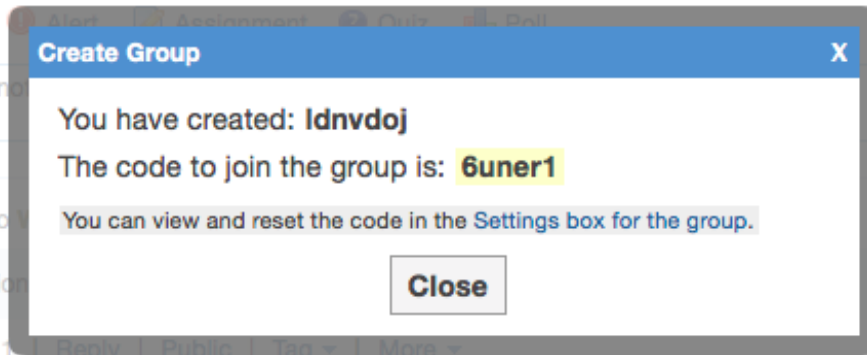 Alert Assignment Quiz Poll
Create Group X
You have created: ldnvdoj
The code to join the group is: 6uner1
You can view and reset the code in the Settings box for the group.
Close
Reply | Public | Tag | More